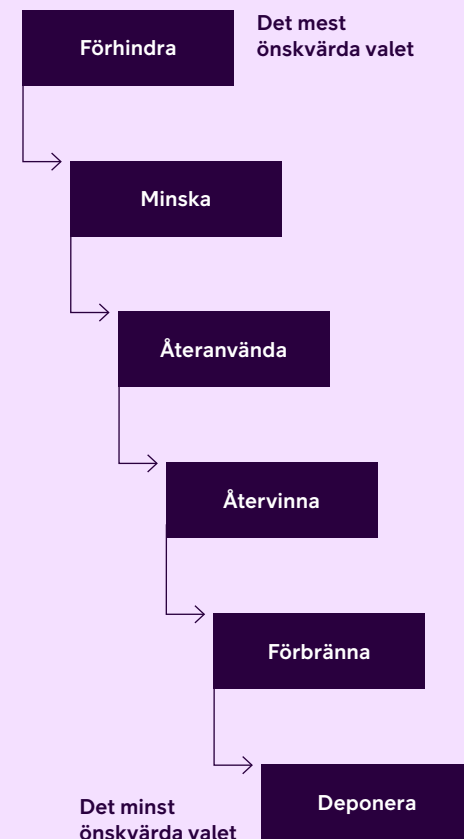 Förhindra
Det mest
önskvärda valet
Minska
Återanvända
Återvinna
Förbränna
Deponera
Det minst
önskvärda valet